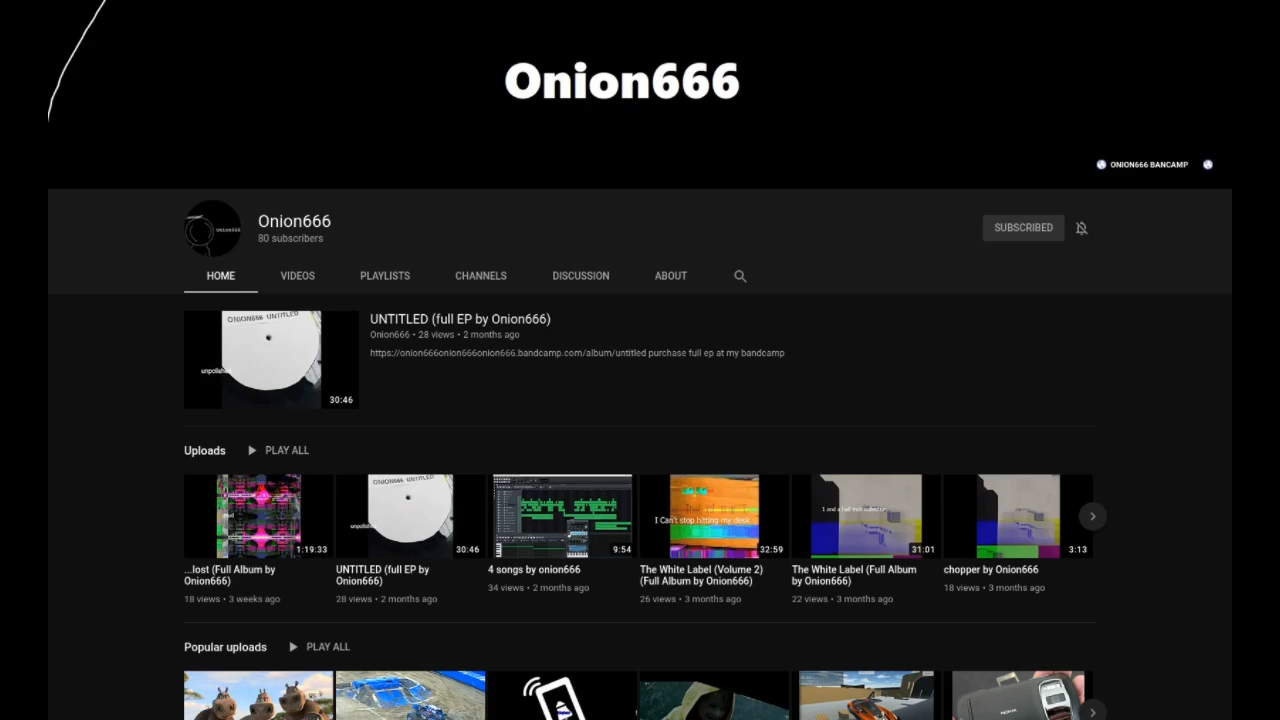 Onion666
ONION666 BANCAMP
Onion666
80 subscribers
SUBSCRIBED
HOME VIDEOS PLAYLISTS CHANNELS DISCUSSION ABOUT
ONION666 UNTITLED
unpolished
30:46
UNTITLED (full EP by Onion666)
Onion666 • 28 views • 2 months ago
https://onion666onion666onion666.bandcamp.com/album/untitled purchase full ep at my bandcamp
Uploads PLAY ALL
ONION666 UNTITLED
unpolished
I Can't stop hitting my desk
1:19:33 30:46 9:54 32:59 31:01 3:13
...lost (Full Album by UNTITLED (full EP by 4 songs by onion666 The White Label (Volume 2) The White Label (Full Album chopper by Onion666
Onion666) Onion666) (Full Album by Onion666) by Onion666)
34 views • 2 months ago 18 views • 3 months ago
18 views • 3 weeks ago 28 views • 2 months ago 26 views • 3 months ago 22 views • 3 months ago
Popular uploads PLAY ALL
NOKIA